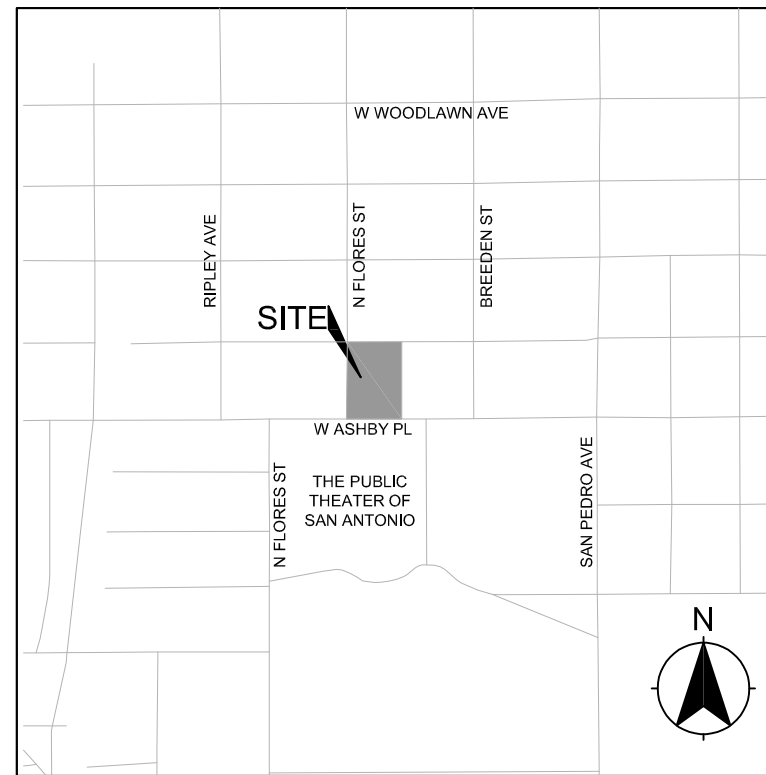 W WOODLAWN AVE
RIPLEY AVE
N FLORES ST
BREEDEN ST
SITE
W ASHBY PL
N FLORES ST
THE PUBLIC
THEATER OF
SAN ANTONIO
SAN PEDRO AVE
N